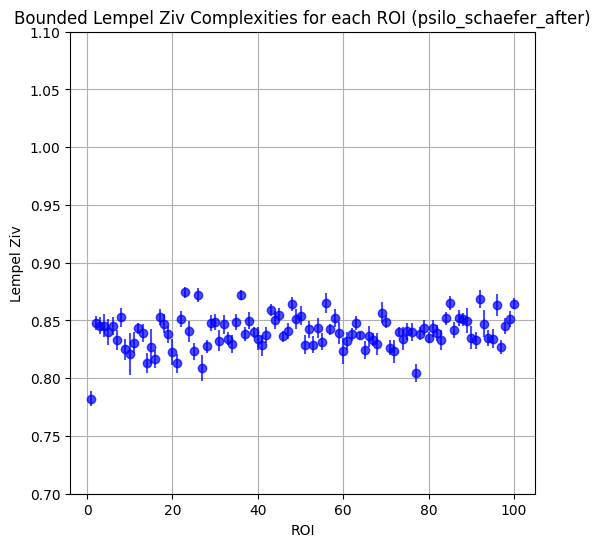 Bounded Lempel Ziv Complexities for each ROI (psilo_schaefer_after)
1.10
1.05
1.00
0.95
0.90
0.85
0.80
0.75
0.70
Lempel Ziv
0 20 40 60 80 100
ROI